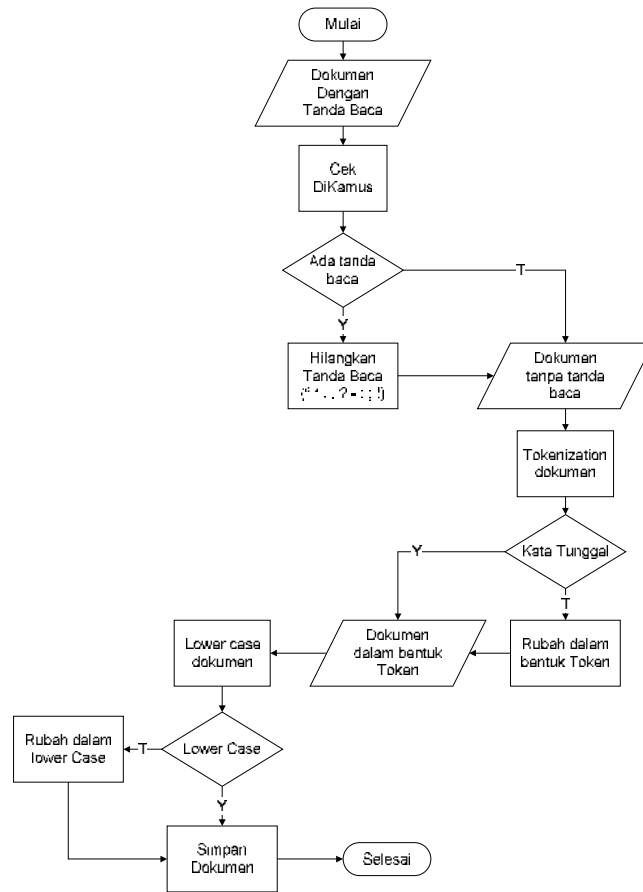 Mulai
Dokumen
Dengan
Tanda Baca
Cek
DiKamus
Ada tanda
baca
T
Y
Hilangkan
Tanda Baca
Dokumen
tanpa tanda
baca
Tokenization
dokumen
Kata Tunggal
Y
T
Lower case
dokumen
Dokumen
dalam bentuk
Token
Rubah dalam
bentuk Token
Rubah dalam
lower Case
T
Lower Case
Y
Simpan
Dokumen
Selesai